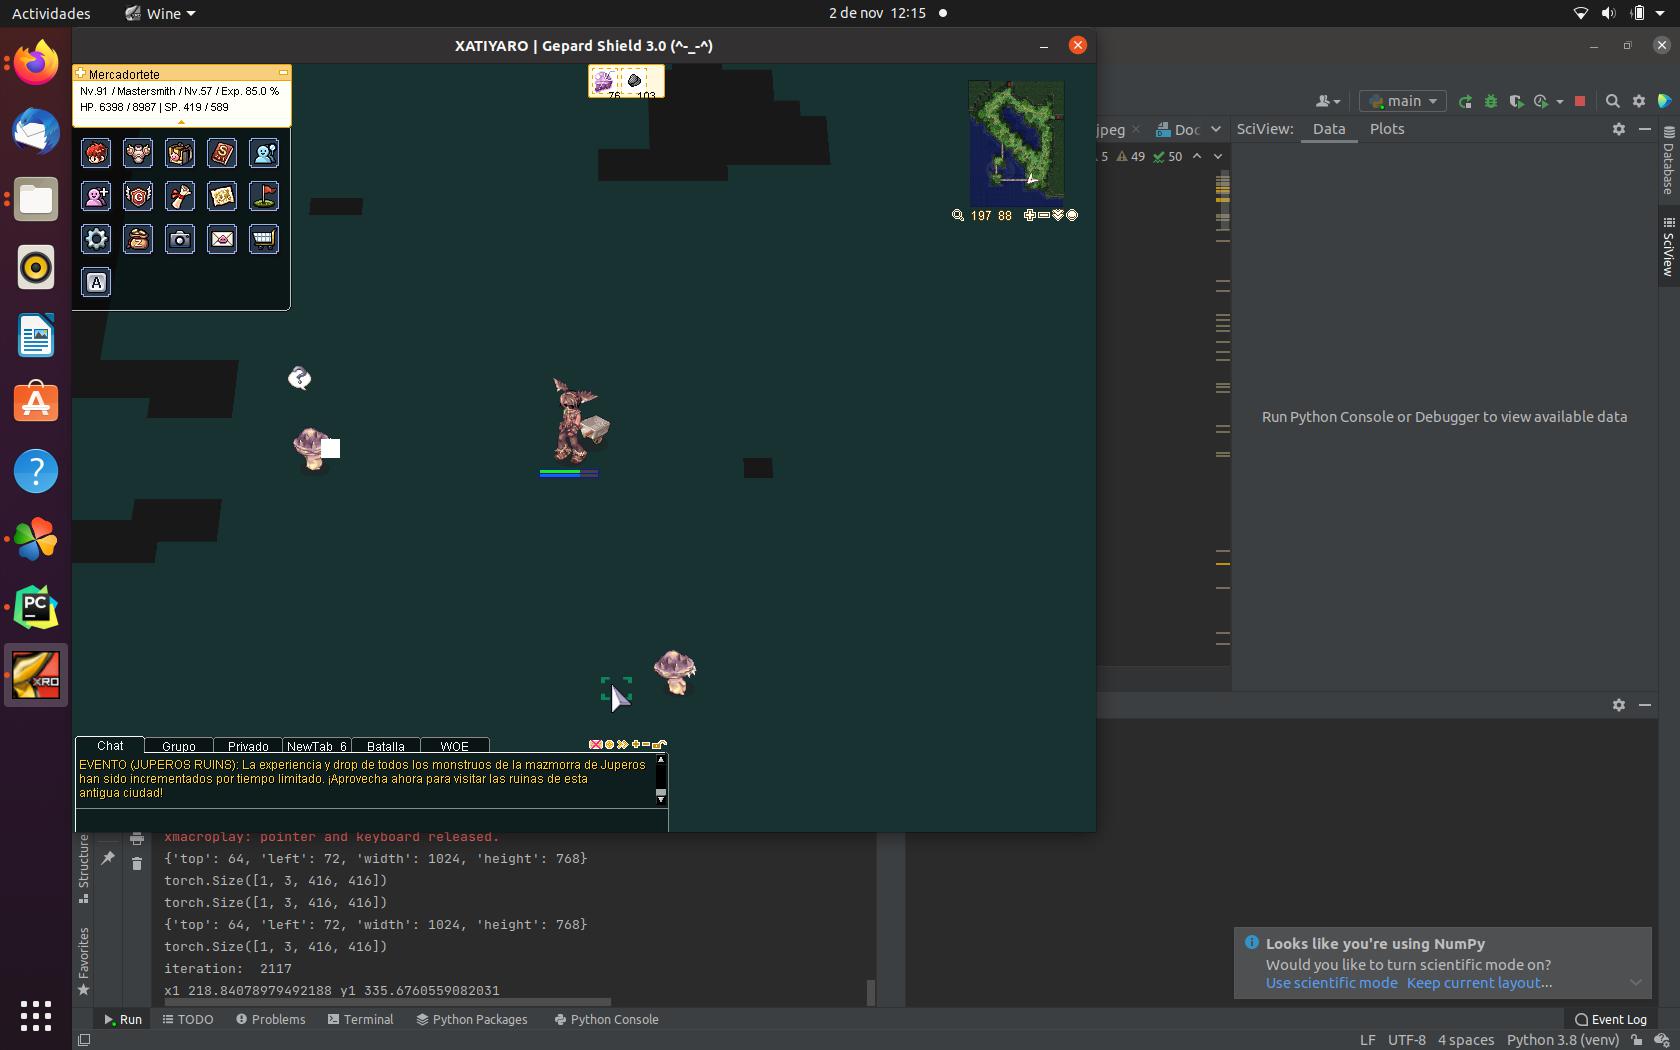 Actividades
Wine
2 de nov 12:15
XATIYARO | Gepard Shield 3.0 (^-_-^)
Mercadortete
Nv.91 / Mastersmith / Nv.57 / Exp. 85.0 %
HP. 6398 / 8987 | SP. 419 / 589
76 103
A
197 88
main
jpeg
Doc
SciView:
Data
Plots
5
49
50
Database
SciView
Run Python Console or Debugger to view available data
PC
XRO
Chat
Grupo
Privado
NewTab_6
Batalla
WOE
EVENTO (JUPEROS RUINS): La experiencia y drop de todos los monstruos de la mazmorra de Juperos
han sido incrementados por tiempo limitado. ¡Aprovecha ahora para visitar las ruinas de esta
antigua ciudad!
Structure
Favorites
xmacroplay: pointer and keyboard released.
{'top': 64, 'left': 72, 'width': 1024, 'height': 768}
torch.Size([1, 3, 416, 416])
torch.Size([1, 3, 416, 416])
{'top': 64, 'left': 72, 'width': 1024, 'height': 768}
torch.Size([1, 3, 416, 416])
iteration:  2117
x1 218.84078979492188 y1 335.6760559082031
Looks like you're using NumPy
Would you like to turn scientific mode on?
Use scientific mode Keep current layout...
Run
TODO
Problems
Terminal
Python Packages
Python Console
Event Log
LF UTF-8 4 spaces Python 3.8 (venv)